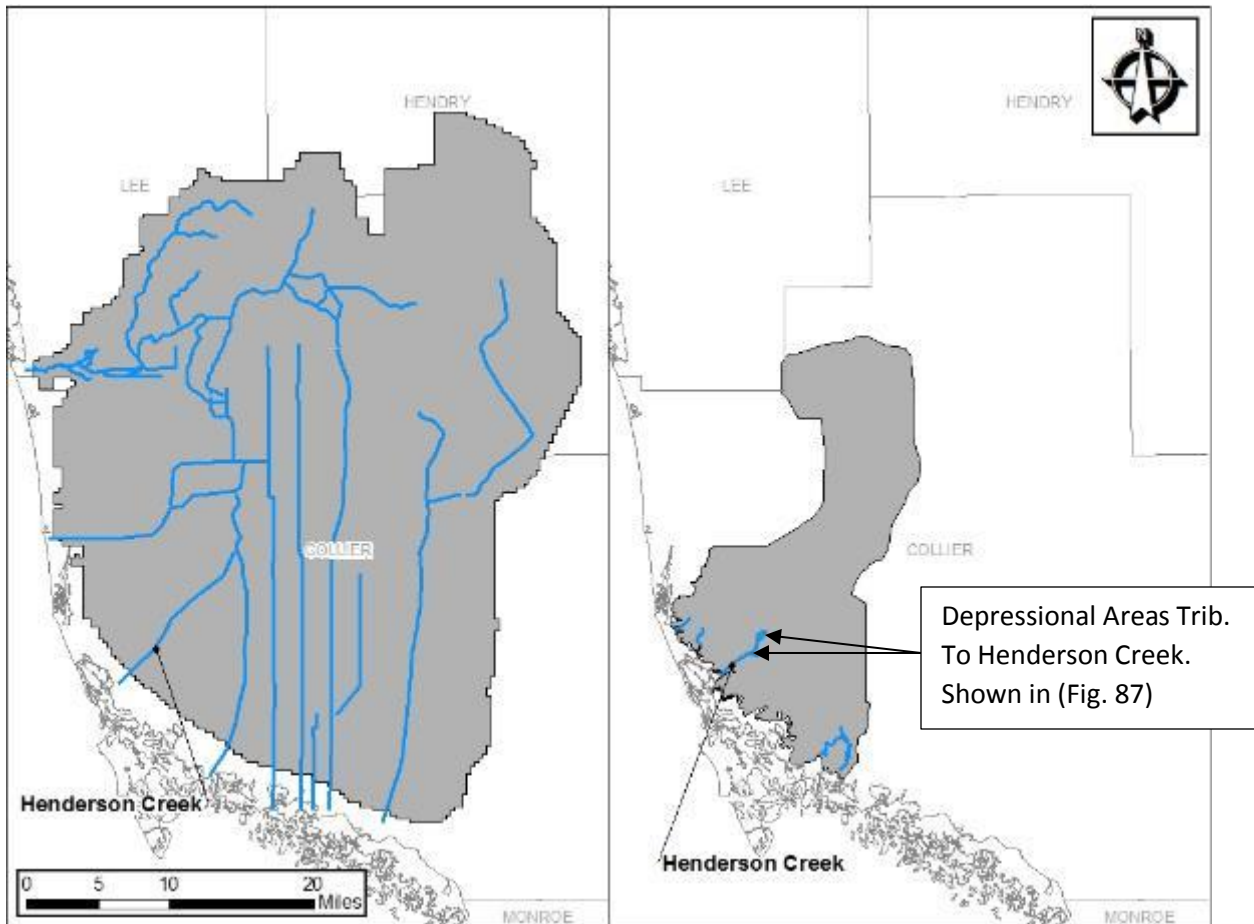 HENDRY
LEE
COLLIER
Henderson Creek
0 5 10 20
Miles
MONROE
N
HENDRY
LEE
COLLIER
Depressional Areas Trib.
To Henderson Creek.
Shown in (Fig. 87)
Henderson Creek
MONROE